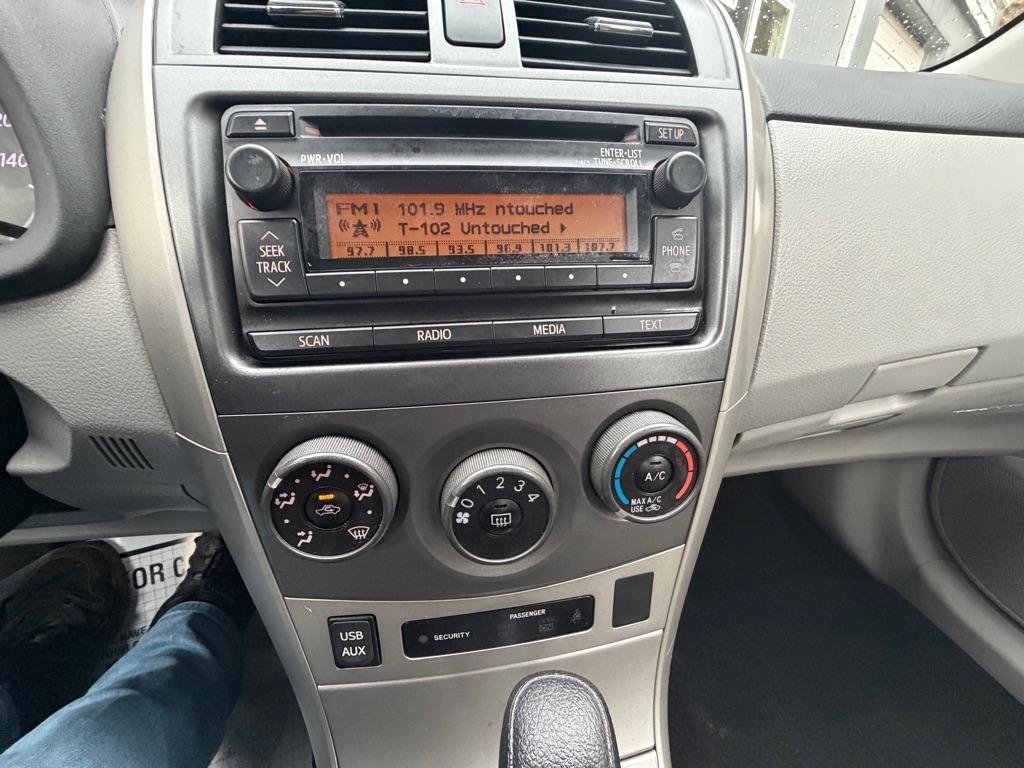 140
SET UP
PWR·VOL
ENTER·LIST
TUNE·SCROLL
FM1 101.9 MHz ntouched
T-102 Untouched
97.7 98.5 93.5 96.9 101.3 107.7
SEEK
TRACK
PHONE
SCAN RADIO MEDIA TEXT
0 1 2 3 4
A/C
MAX A/C
USE
OR C
USB
AUX
SECURITY
PASSENGER